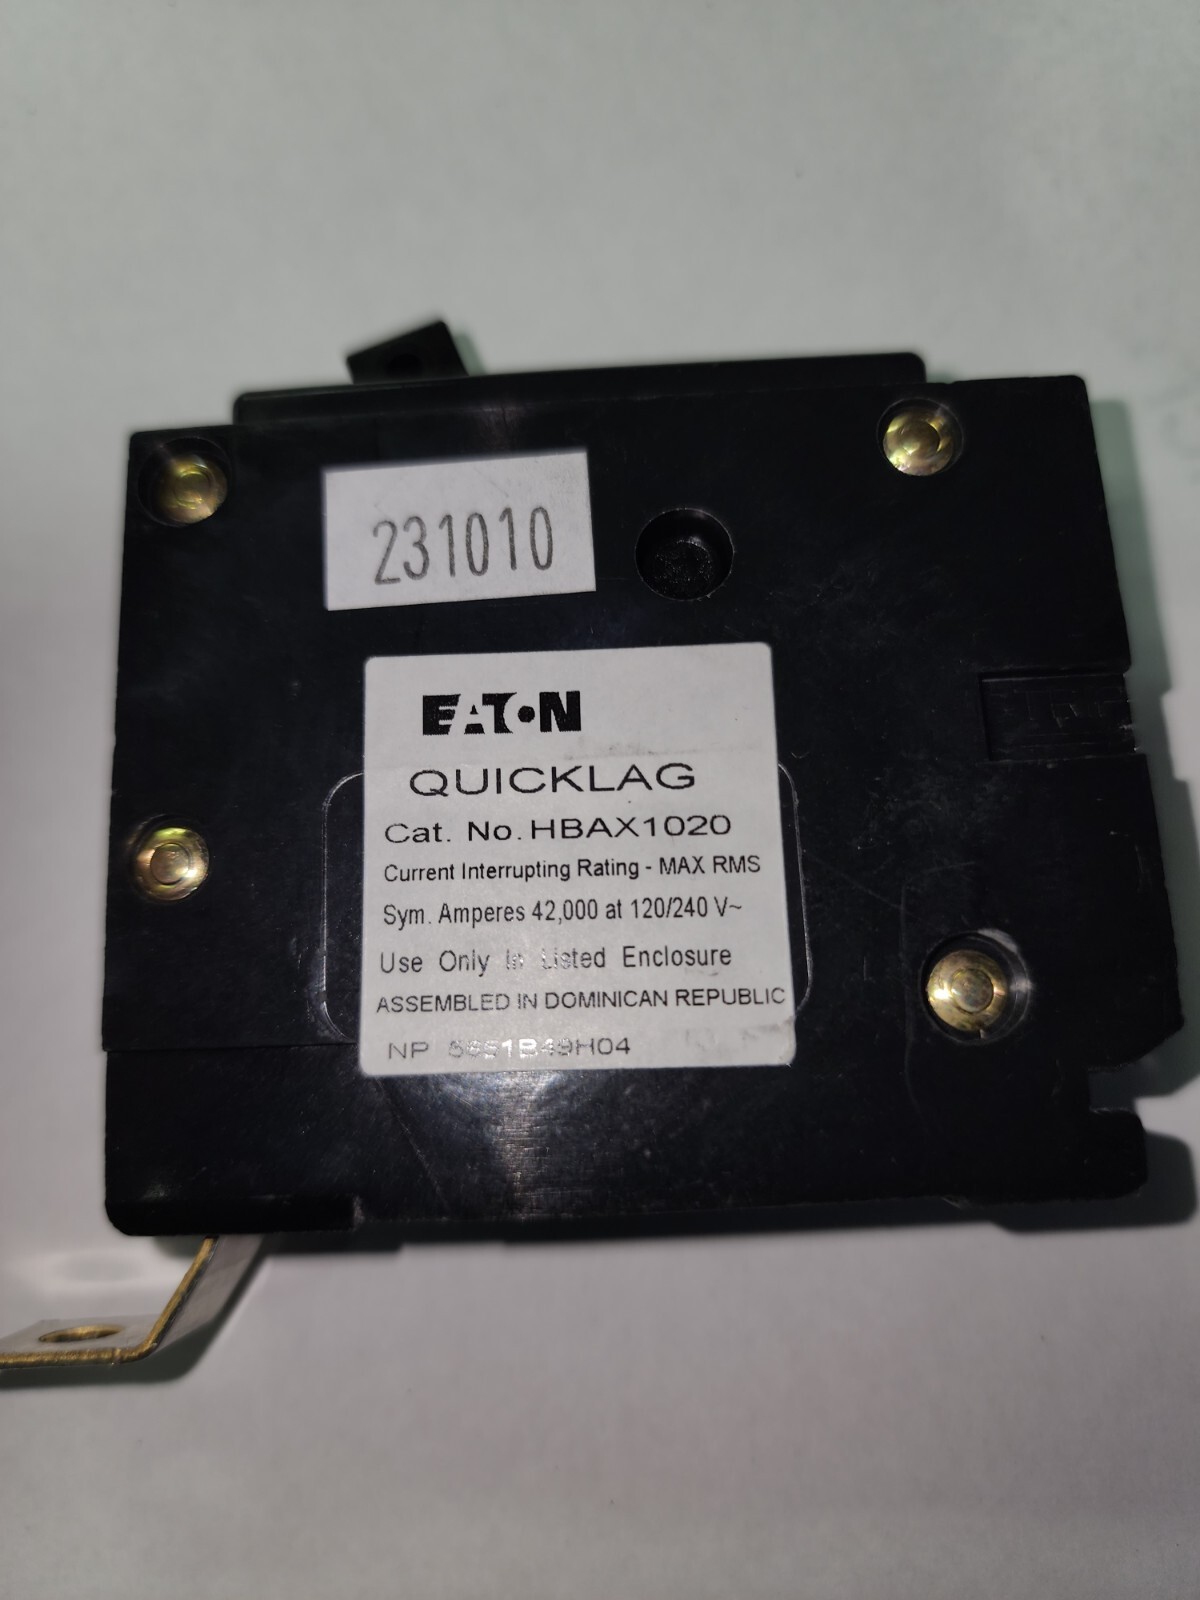 231010
EATON
QUICKLAG
Cat. No. HBAX1020
Current Interrupting Rating - MAX RMS
Sym. Amperes 42,000 at 120/240 V~
Use Only In Listed Enclosure
ASSEMBLED IN DOMINICAN REPUBLIC
NP